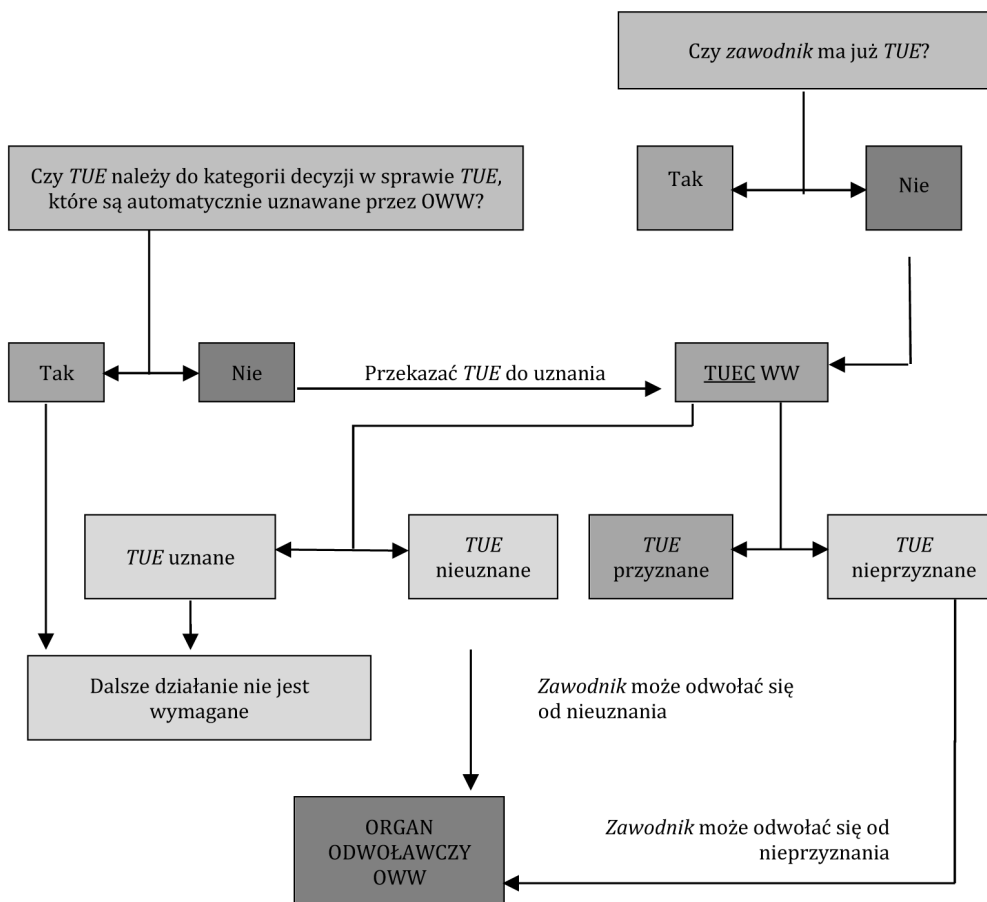 Czy zawodnik ma już TUE?
Tak
Nie
Czy TUE należy do kategorii decyzji w sprawie TUE,
które są automatycznie uznawane przez OWW?
Tak
Nie
Przekazać TUE do uznania
TUEC WW
TUE uznane
TUE
nieuznane
TUE
przyznane
TUE
nieprzyznane
Dalsze działanie nie jest
wymagane
Zawodnik może odwołać się
od nieuznania
ORGAN
ODWOŁAWCZY
OWW
Zawodnik może odwołać się od
nieprzyznania